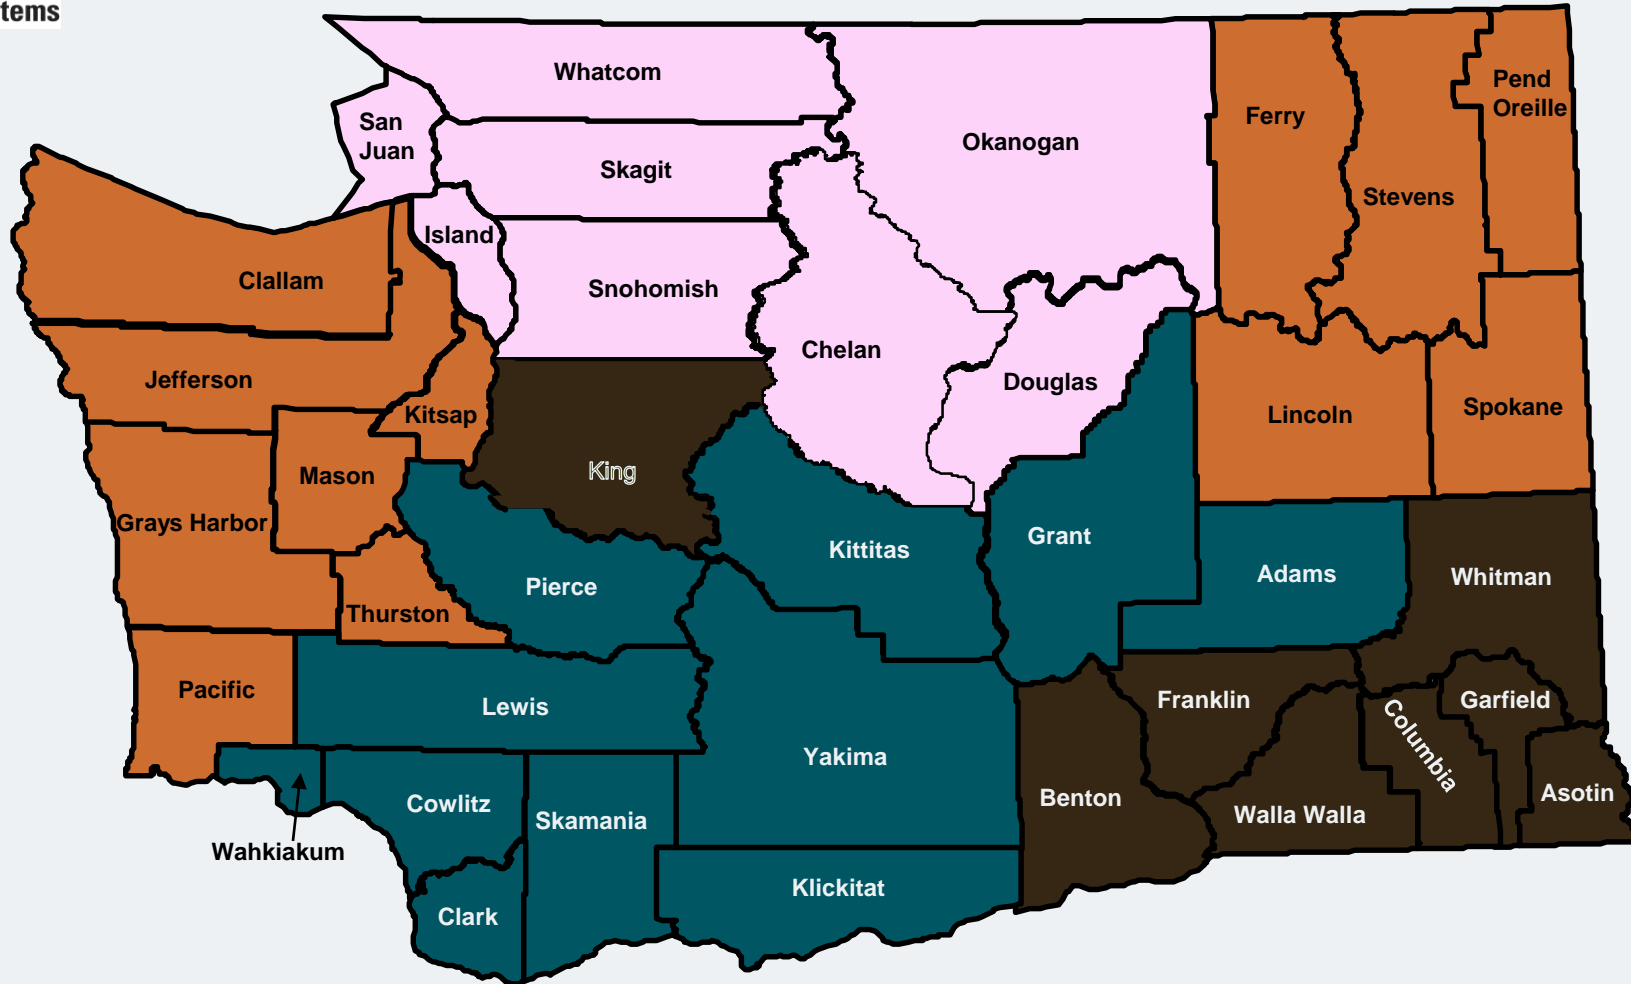 tems
Whatcom
San
Juan
Skagit
Okanogan
Ferry
Stevens
Pend
Oreille
Island
Clallam
Snohomish
Chelan
Douglas
Jefferson
Kitsap
Lincoln
Spokane
Mason
King
Grays Harbor
Kittitas
Grant
Adams
Whitman
Pierce
Thurston
Pacific
Lewis
Yakima
Franklin
Columbia
Garfield
Benton
Walla Walla
Asotin
Cowlitz
Skamania
Wahkiakum
Klickitat
Clark